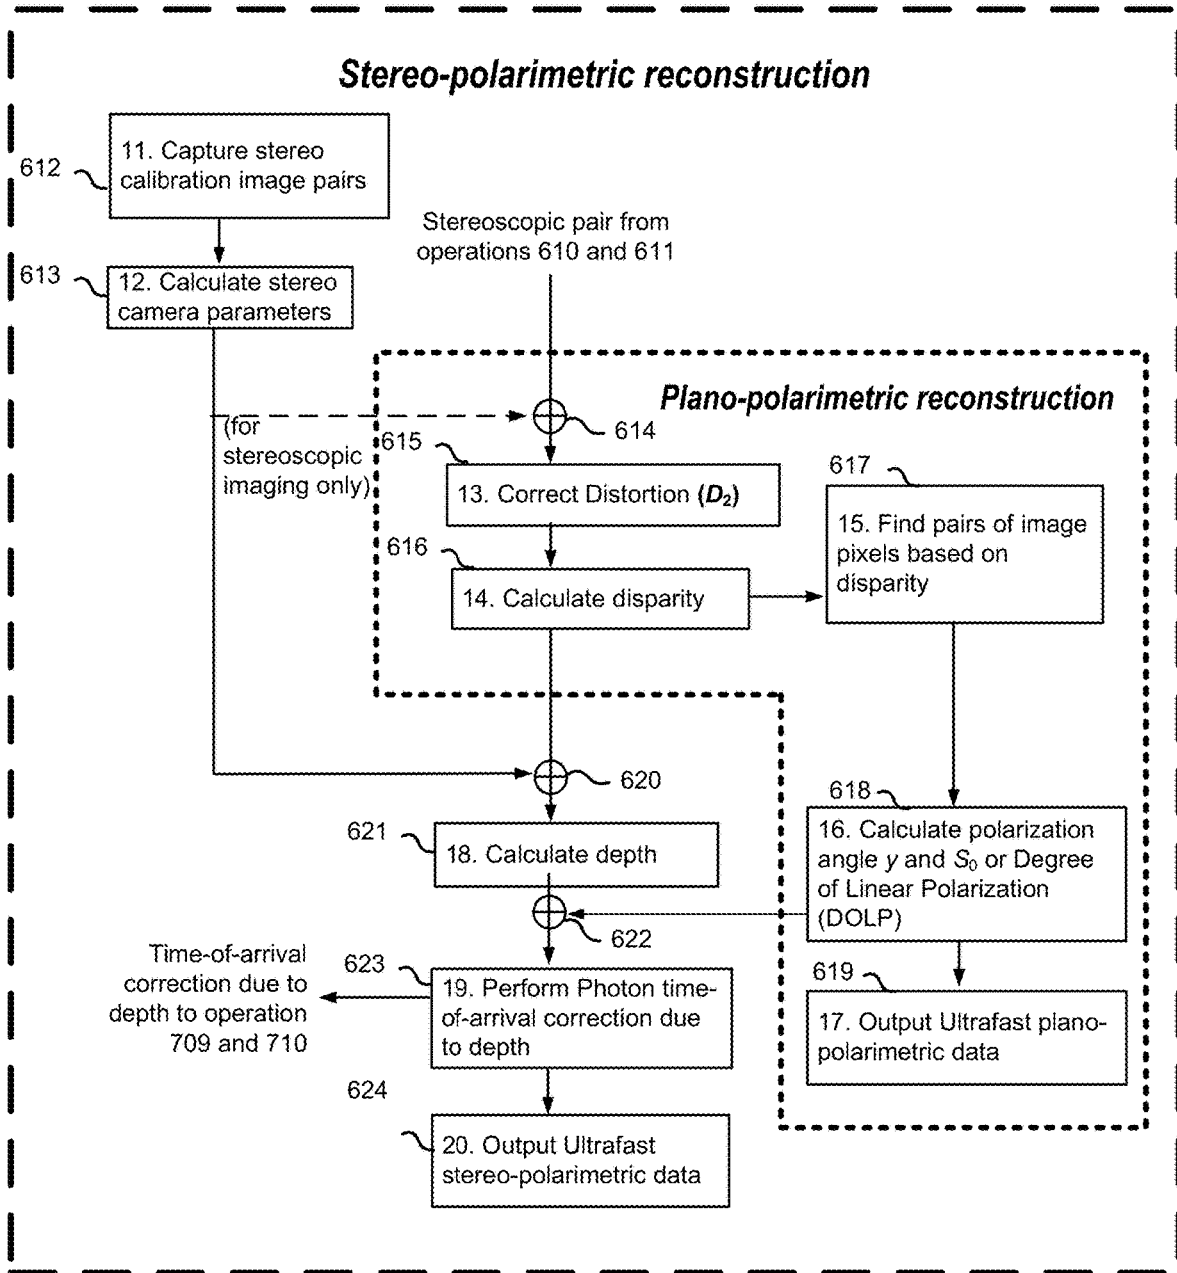 Stereo-polarimetric reconstruction
612
11. Capture stereo
calibration image pairs
Stereoscopic pair from
operations 610 and 611
613
12. Calculate stereo
camera parameters
Plano-polarimetric reconstruction
614
(for
stereoscopic
imaging only)
615
13. Correct Distortion (D2)
616
14. Calculate disparity
617
15. Find pairs of image
pixels based on
disparity
620
618
16. Calculate polarization
angle y and S0 or Degree
of Linear Polarization
(DOLP)
621
18. Calculate depth
622
Time-of-arrival
correction due to
depth to operation
709 and 710
623
19. Perform Photon time-
of-arrival correction due
to depth
619
17. Output Ultrafast plano-
polarimetric data
624
20. Output Ultrafast
stereo-polarimetric data